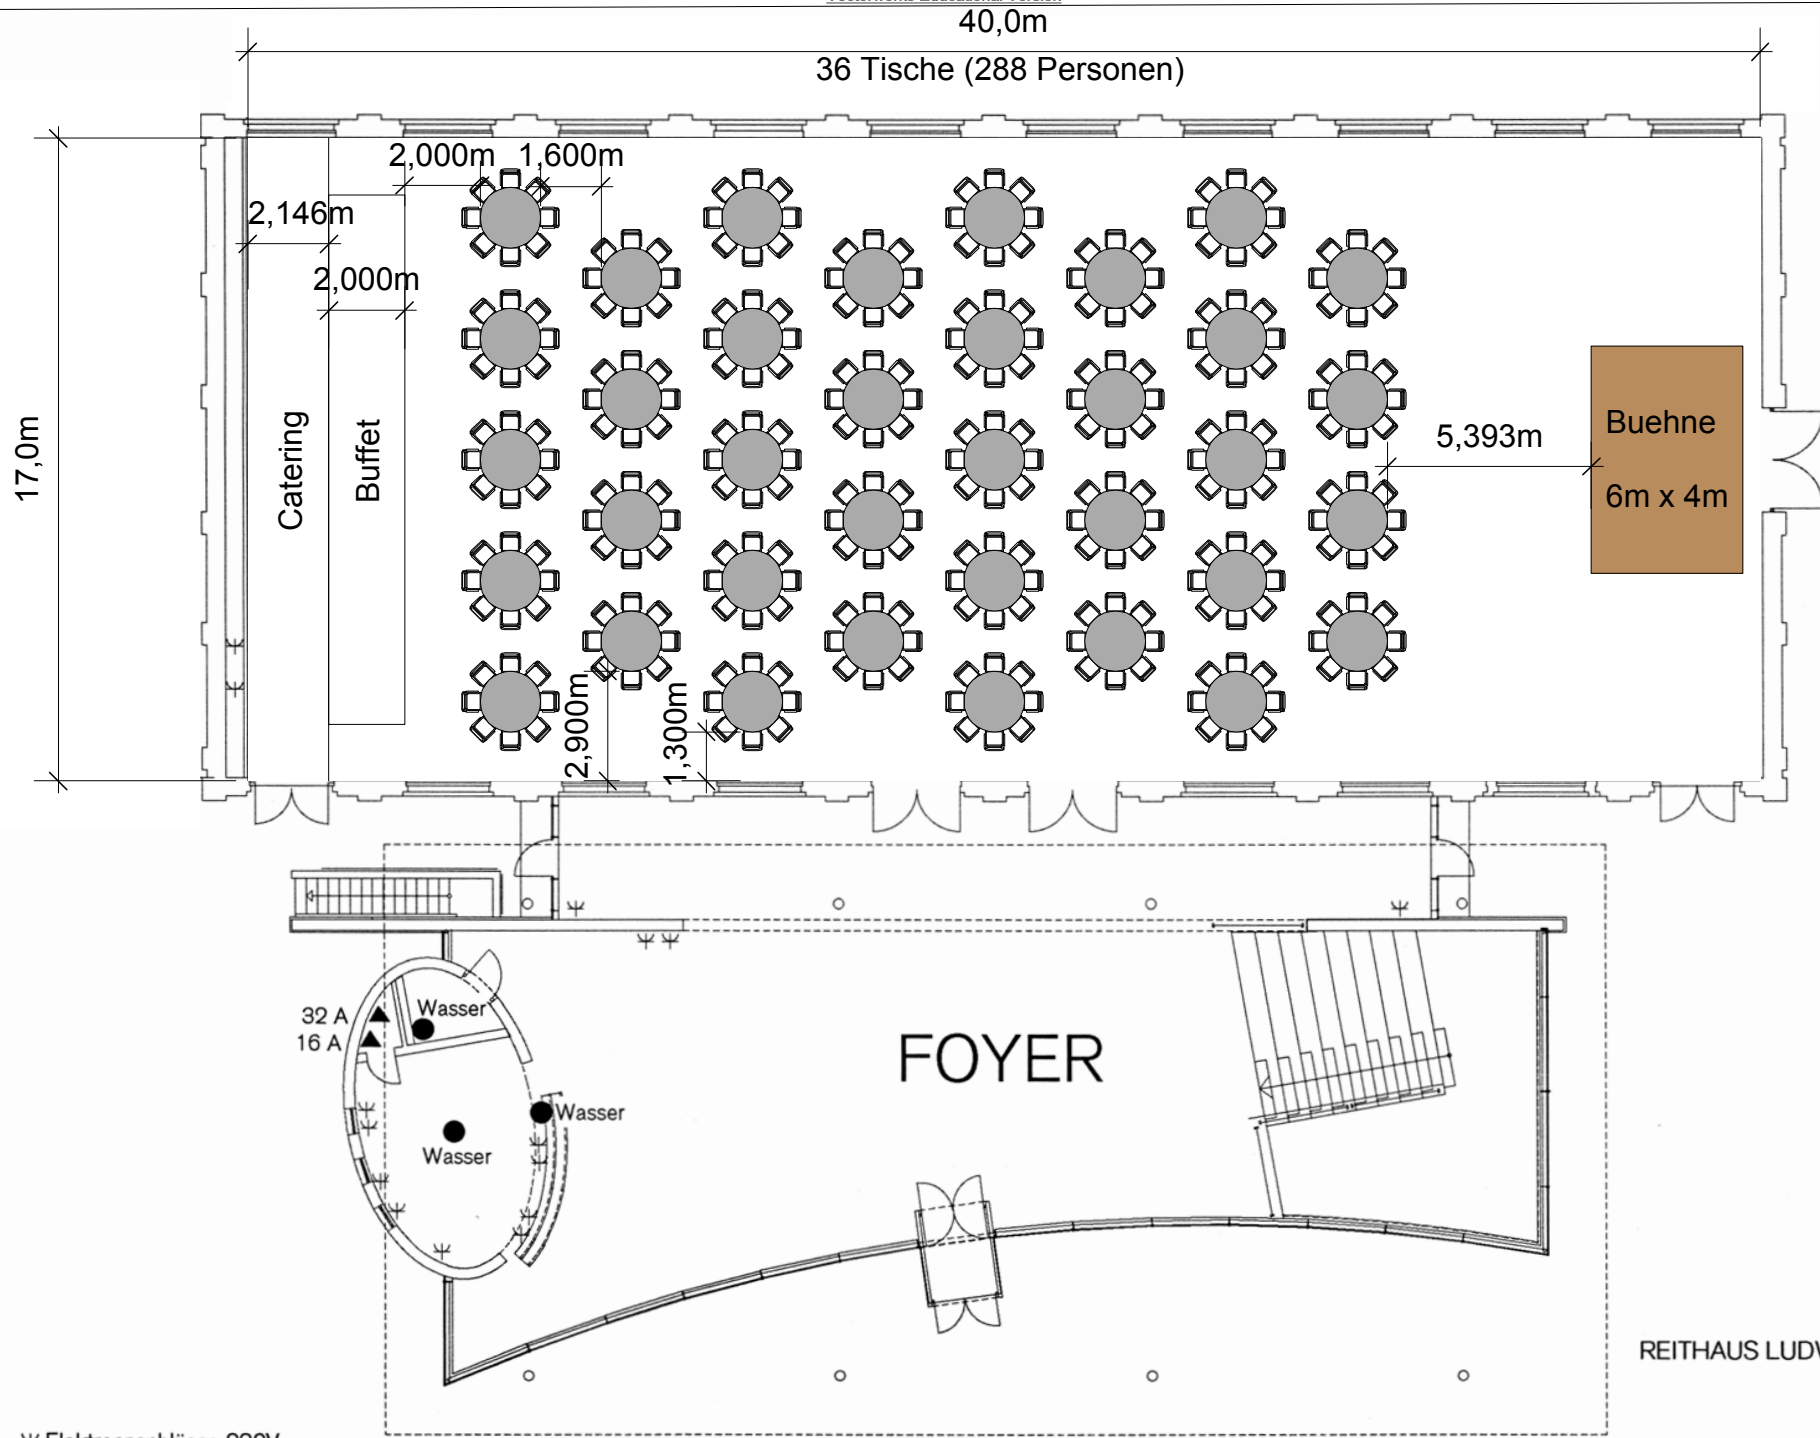 40,0m
36 Tische (288 Personen)
2,000m
1,600m
2,146m
2,000m
17,0m
Catering
Buffet
5,393m
Buehne
6m x 4m
2,900m
1,300m
32 A
16 A
Wasser
Wasser
Wasser
FOYER
REITHAUS